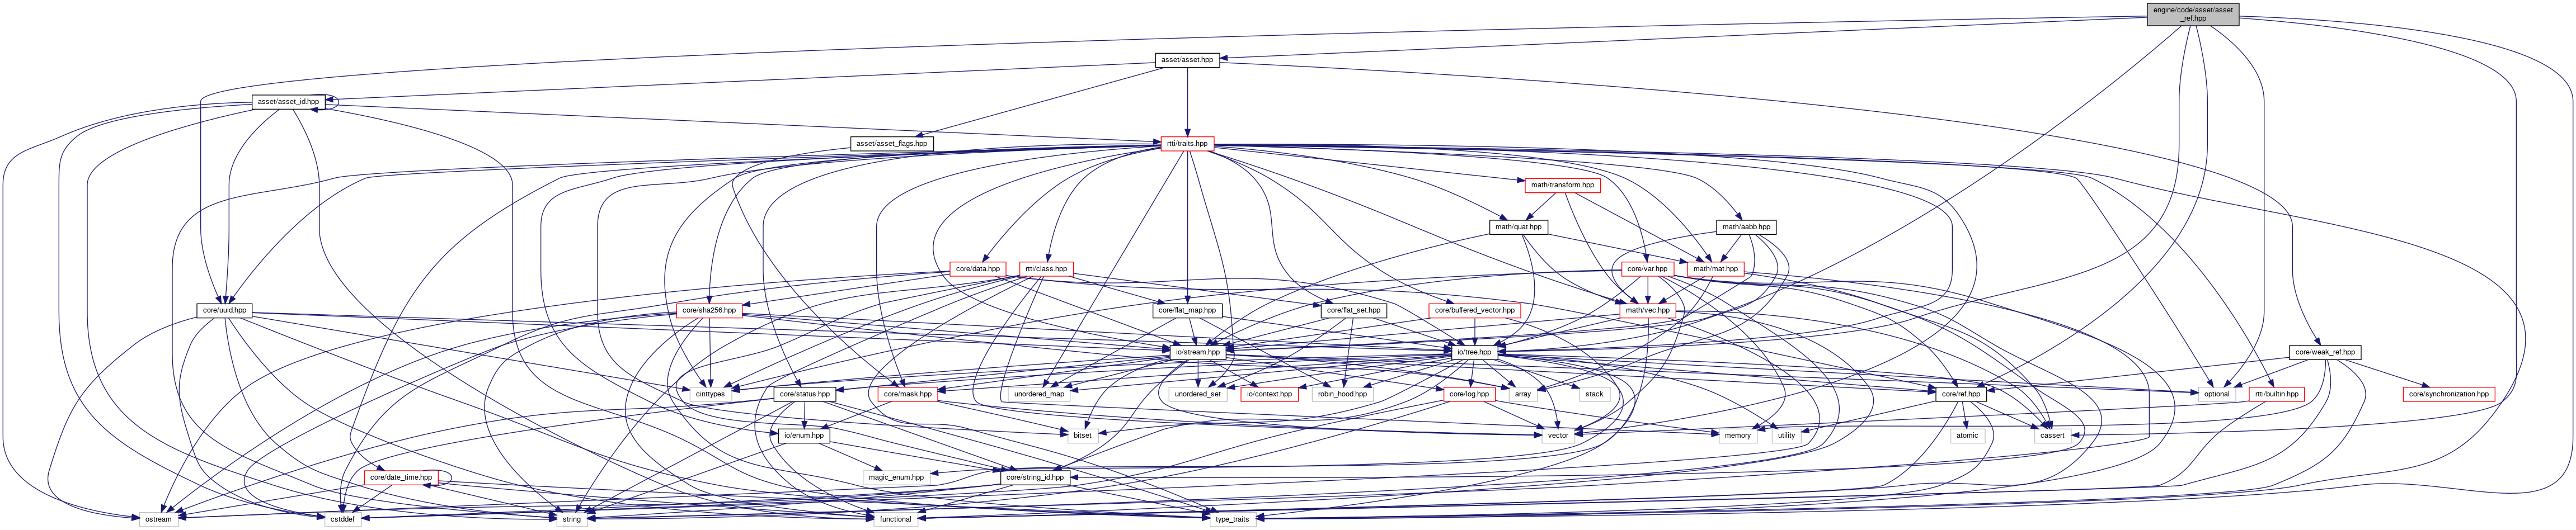 engine/code/asset/asset
_ref.hpp
asset/asset.hpp
asset/asset_id.hpp
asset/asset_flags.hpp
rtti/traits.hpp
math/transform.hpp
math/quat.hpp
math/aabb.hpp
core/data.hpp
rtti/class.hpp
core/var.hpp
math/mat.hpp
core/uuid.hpp
core/sha256.hpp
core/flat_map.hpp
core/flat_set.hpp
core/buffered_vector.hpp
math/vec.hpp
io/stream.hpp
io/tree.hpp
core/weak_ref.hpp
cinttypes
core/status.hpp
core/mask.hpp
unordered_map
unordered_set
io/context.hpp
robin_hood.hpp
core/log.hpp
array
stack
core/ref.hpp
optional
rtti/builtin.hpp
core/synchronization.hpp
io/enum.hpp
bitset
vector
memory
utility
atomic
cassert
core/date_time.hpp
magic_enum.hpp
core/string_id.hpp
ostream
cstddef
string
functional
type_traits